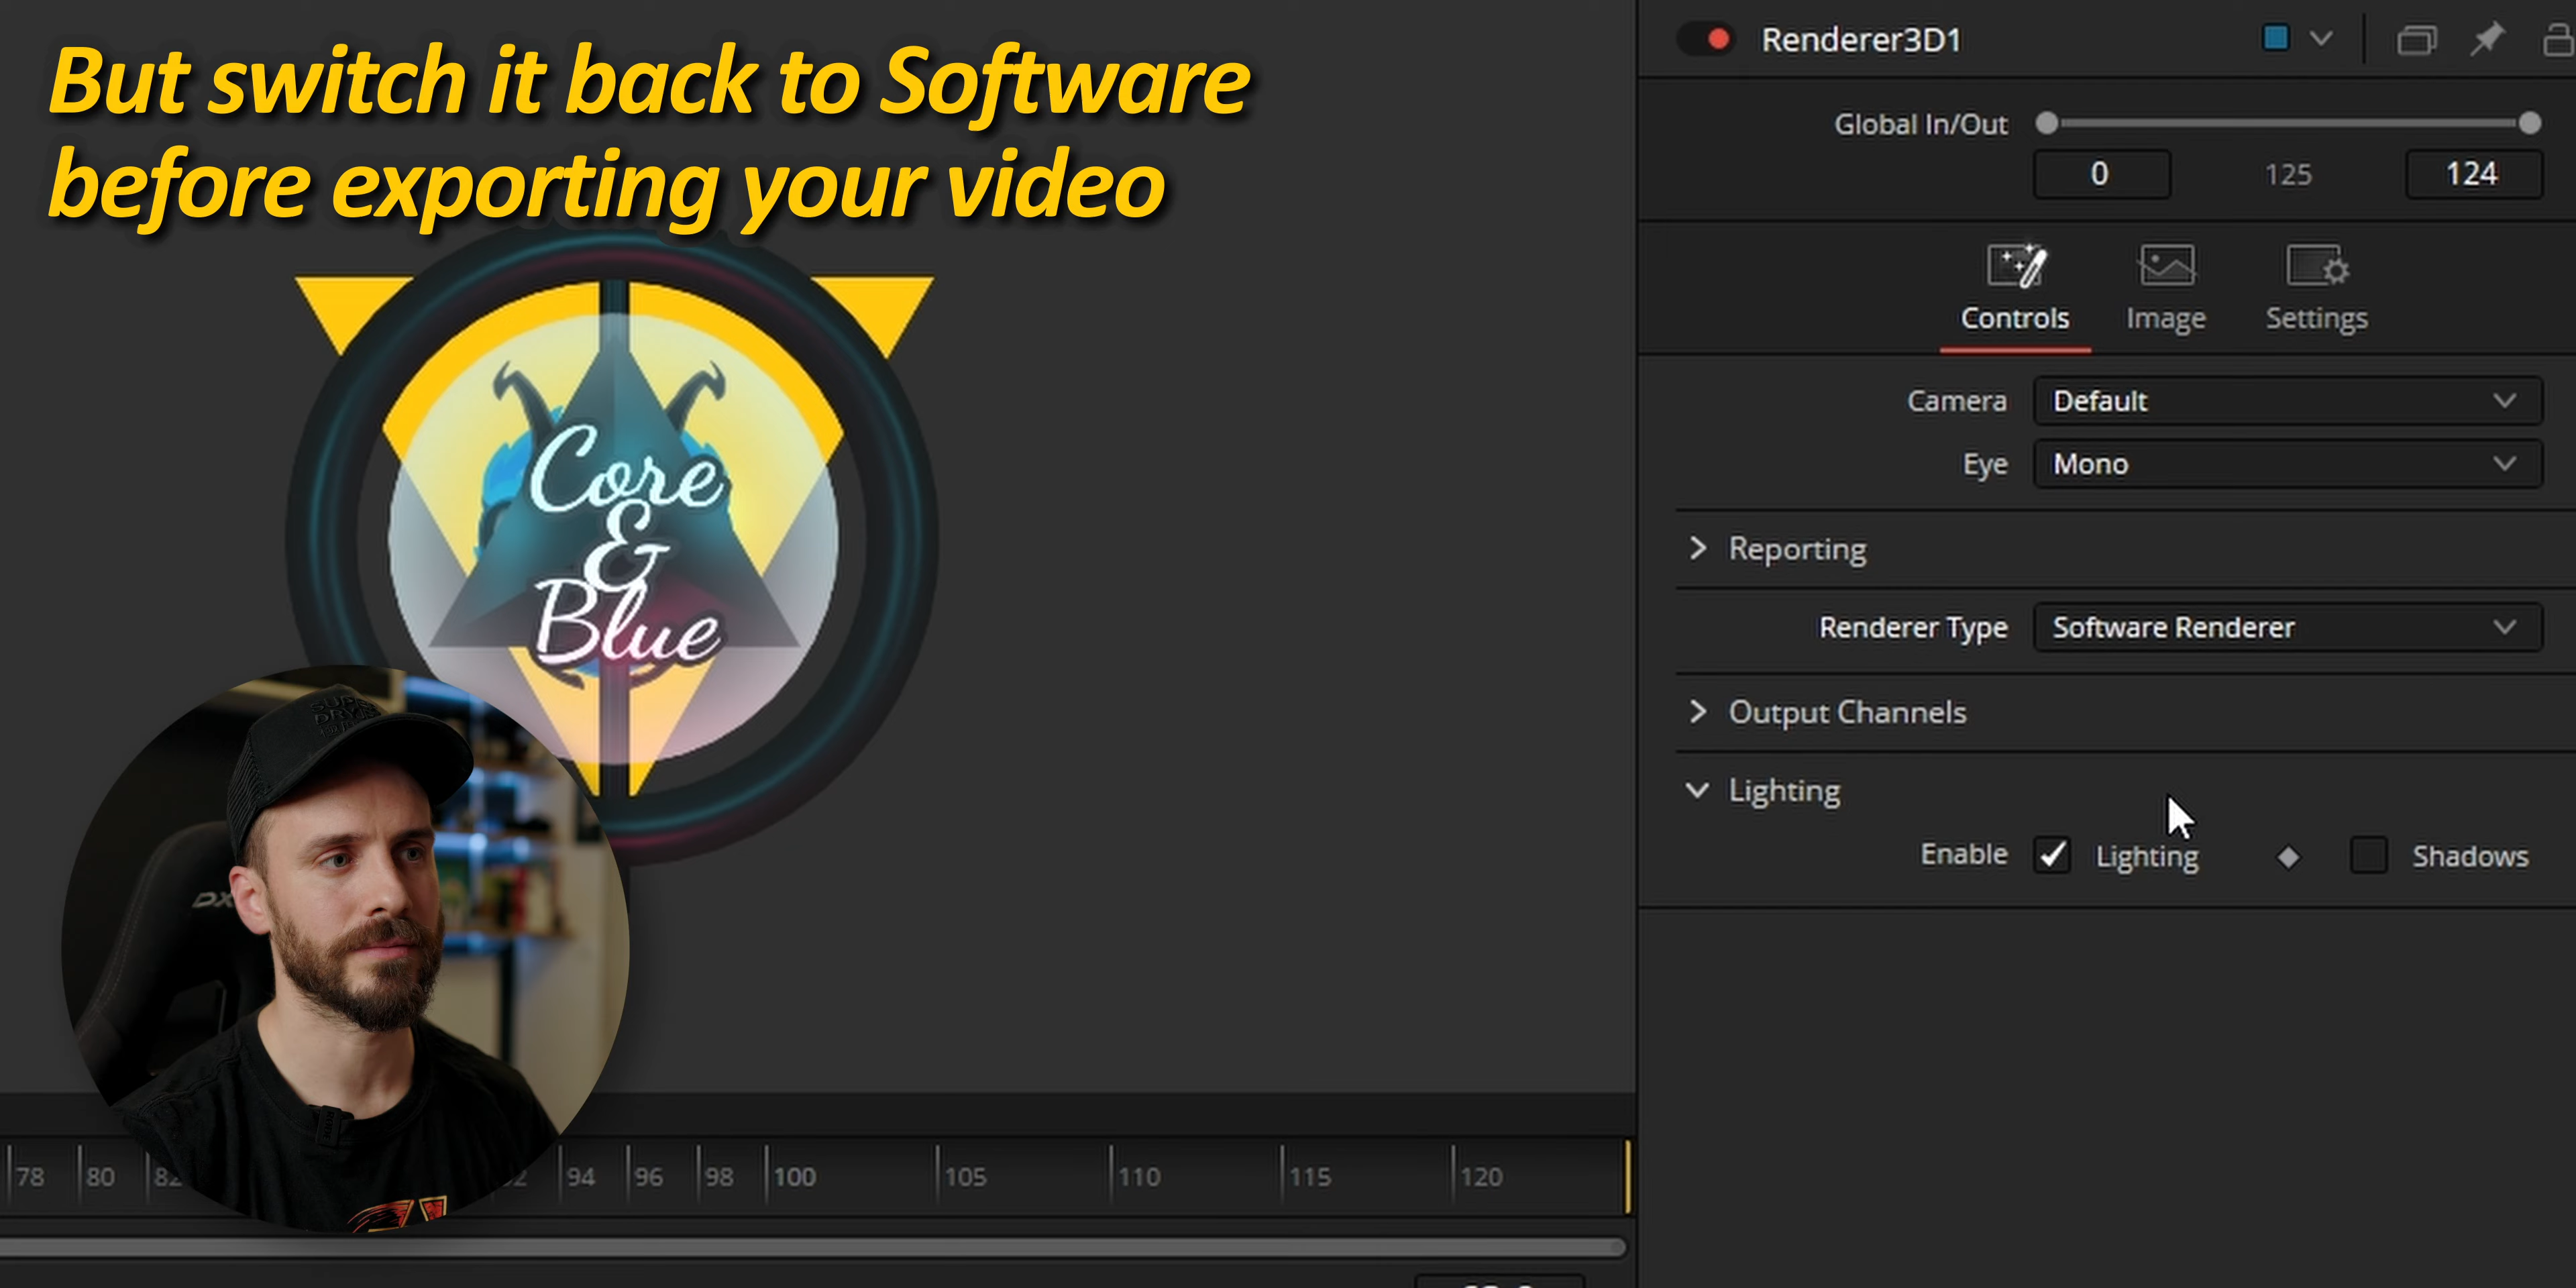 But switch it back to Software
before exporting your video
Core
&
Blue
Renderer3D1
Global In/Out
0 125 124
Controls Image Settings
Camera Default
Eye Mono
Reporting
Renderer Type Software Renderer
Output Channels
Lighting
Enable Lighting Shadows
DX
78 80 82 94 96 98 100 105 110 115 120